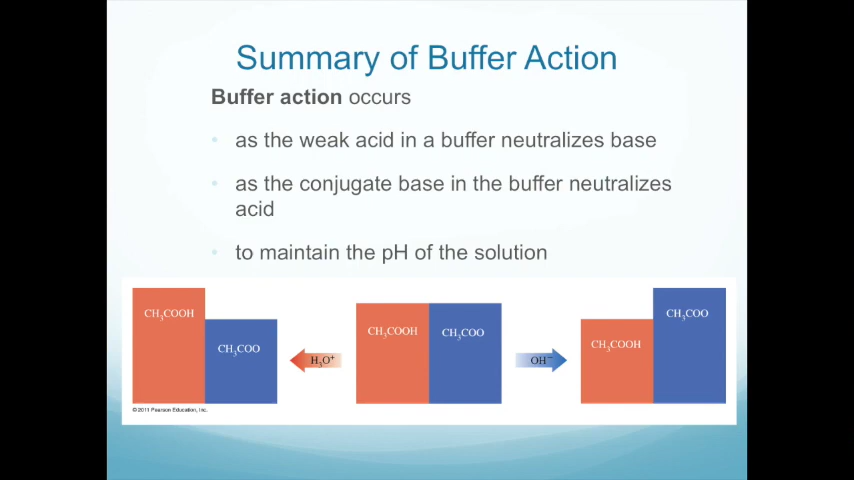 Summary of Buffer Action
Buffer action occurs
• as the weak acid in a buffer neutralizes base
• as the conjugate base in the buffer neutralizes
acid
• to maintain the pH of the solution
CH₃COOH
CH₃COO
H₃O⁺
CH₃COOH
CH₃COO
OH⁻
CH₃COOH
CH₃COO
© 2011 Pearson Education, Inc.